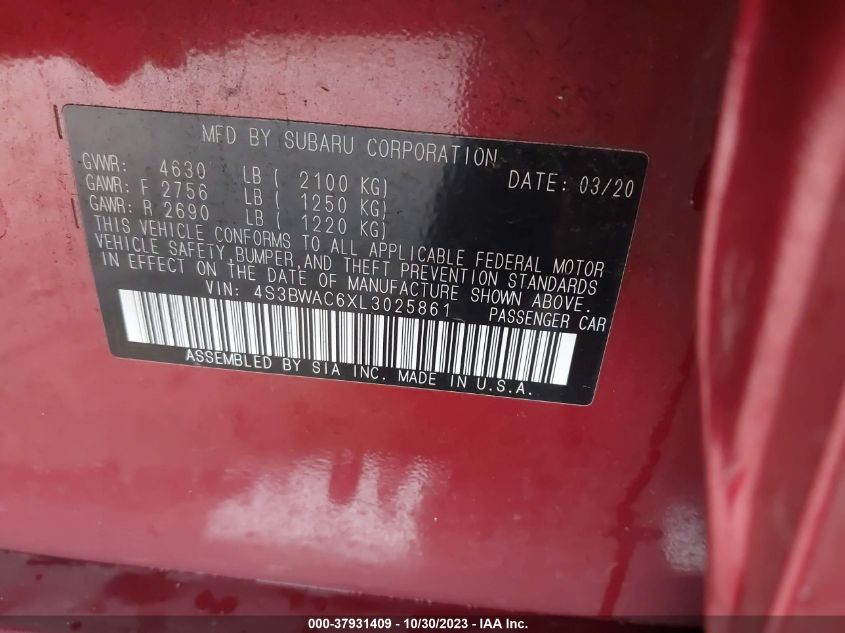 MFD BY SUBARU CORPORATION
GVWR: 4630 LB ( 2100 KG) DATE: 03/20
GAWR: F 2756 LB ( 1250 KG)
GAWR: R 2690 LB ( 1220 KG)
THIS VEHICLE CONFORMS TO ALL APPLICABLE FEDERAL MOTOR
VEHICLE SAFETY,BUMPER,AND THEFT PREVENTION STANDARDS
IN EFFECT ON THE DATE OF MANUFACTURE SHOWN ABOVE.
VIN: 4S3BWAC6XL3025861 PASSENGER CAR
ASSEMBLED BY SIA INC. MADE IN U.S.A.
000-37931409 - 10/30/2023 - IAA Inc.